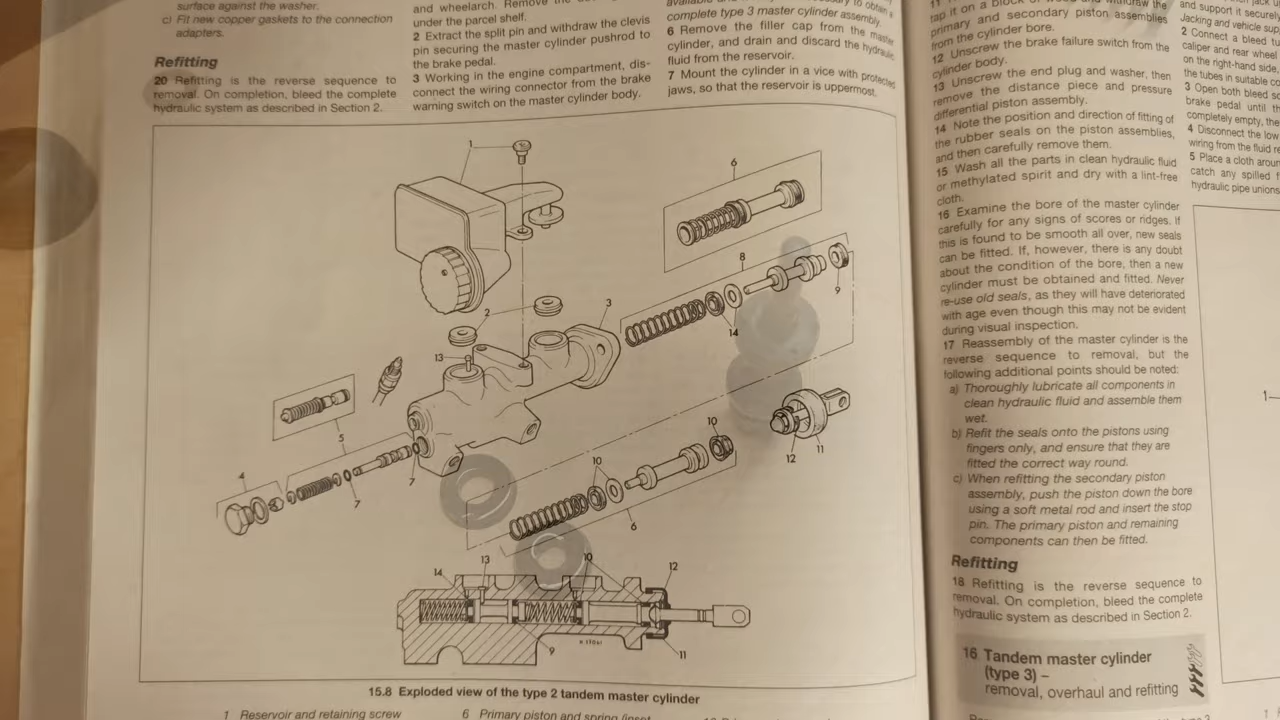 surface against the washer.
c) Fit new copper gaskets to the connection
adapters.
Refitting
20 Refitting is the reverse sequence to
removal. On completion, bleed the complete
hydraulic system as described in Section 2.
and wheelarch. Remove the
under the parcel shelf.
2 Extract the split pin and withdraw the clevis
pin securing the master cylinder pushrod to
the brake pedal.
3 Working in the engine compartment, dis-
connect the wiring connector from the brake
warning switch on the master cylinder body.
to obtain a
complete type 3 master cylinder assembly.
6 Remove the filler cap from the master
cylinder, and drain and discard the hydraulic
fluid from the reservoir.
7 Mount the cylinder in a vice with protected
jaws, so that the reservoir is uppermost.
1
6
8
9
3
2
14
13
5
4
7
7
10
10
12
11
6
14
13
10
12
9
11
15.8 Exploded view of the type 2 tandem master cylinder
1 Reservoir and retaining screw
6 Primary piston and spring (inset
11
withdraw the
tap it on a block of wood
primary and secondary piston assemblies
from the cylinder bore.
12 Unscrew the brake failure switch from the
cylinder body.
13 Unscrew the end plug and washer, then
remove the distance piece and pressure
differential piston assembly.
14 Note the position and direction of fitting of
the rubber seals on the piston assemblies,
and then carefully remove them.
15 Wash all the parts in clean hydraulic fluid
or methylated spirit and dry with a lint-free
cloth.
16 Examine the bore of the master cylinder
carefully for any signs of scores or ridges. If
this is found to be smooth all over, new seals
can be fitted. If, however, there is any doubt
about the condition of the bore, then a new
cylinder must be obtained and fitted. Never
re-use old seals, as they will have deteriorated
with age even though this may not be evident
during visual inspection.
17 Reassembly of the master cylinder is the
reverse sequence to removal, but the
following additional points should be noted:
a) Thoroughly lubricate all components in
clean hydraulic fluid and assemble them
wet.
b) Refit the seals onto the pistons using
fingers only, and ensure that they are
fitted the correct way round.
c) When refitting the secondary piston
assembly, push the piston down the bore
using a soft metal rod and insert the stop
pin. The primary piston and remaining
components can then be fitted.
Refitting
18 Refitting is the reverse sequence to
removal. On completion, bleed the complete
hydraulic system as described in Section 2.
16 Tandem master cylinder
(type 3) –
removal, overhaul and refitting
and support it securely
Jacking and vehicle sup
2 Connect a bleed tu
caliper and rear wheel
on the right-hand side,
the tubes in suitable co
3 Open both bleed sc
brake pedal until th
completely empty, the
4 Disconnect the low
wiring from the fluid re
5 Place a cloth aroun
catch any spilled f
hydraulic pipe unions
1
1